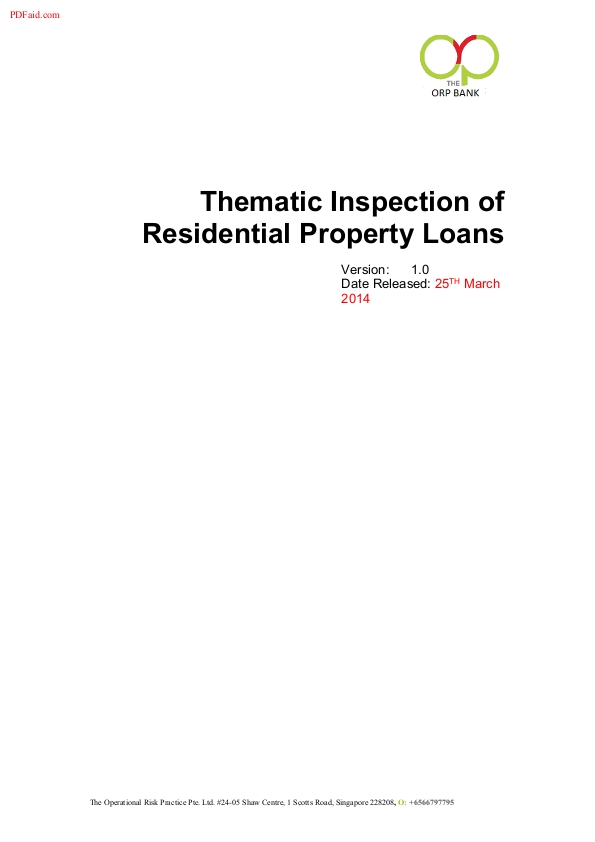 PDFaid.com
orp
THE
ORP BANK
Thematic Inspection of
Residential Property Loans
Version: 1.0
Date Released: 25TH March
2014
The Operational Risk Practice Pte. Ltd. #24-05 Shaw Centre, 1 Scotts Road, Singapore 228208, O: +6566797795